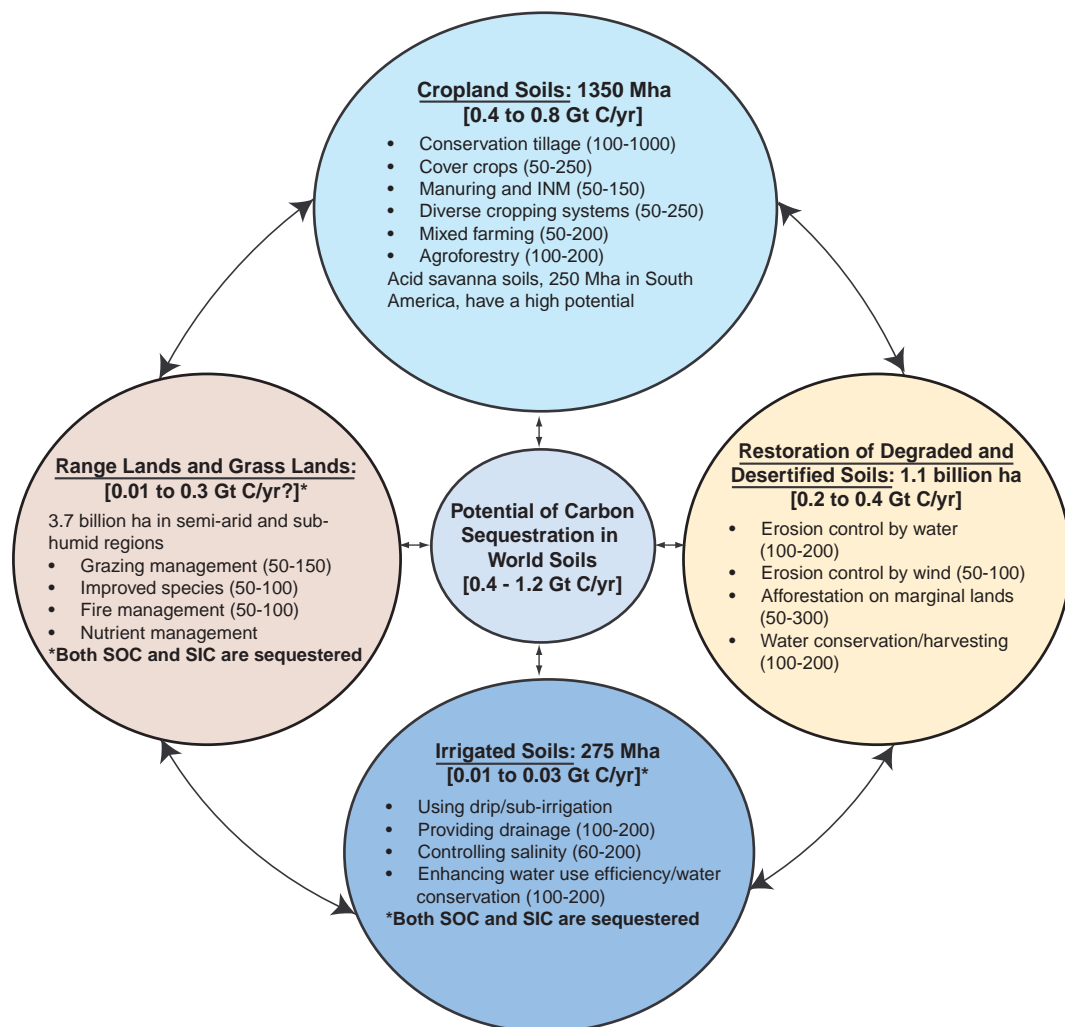 Cropland Soils: 1350 Mha
[0.4 to 0.8 Gt C/yr]
• Conservation tillage (100-1000)
• Cover crops (50-250)
• Manuring and INM (50-150)
• Diverse cropping systems (50-250)
• Mixed farming (50-200)
• Agroforestry (100-200)
Acid savanna soils, 250 Mha in South
America, have a high potential
Range Lands and Grass Lands:
[0.01 to 0.3 Gt C/yr?]*
3.7 billion ha in semi-arid and sub-
humid regions
• Grazing management (50-150)
• Improved species (50-100)
• Fire management (50-100)
• Nutrient management
*Both SOC and SIC are sequestered
Potential of Carbon
Sequestration in
World Soils
[0.4 - 1.2 Gt C/yr]
Restoration of Degraded and
Desertified Soils: 1.1 billion ha
[0.2 to 0.4 Gt C/yr]
• Erosion control by water
(100-200)
• Erosion control by wind (50-100)
• Afforestation on marginal lands
(50-300)
• Water conservation/harvesting
(100-200)
Irrigated Soils: 275 Mha
[0.01 to 0.03 Gt C/yr]*
• Using drip/sub-irrigation
• Providing drainage (100-200)
• Controlling salinity (60-200)
• Enhancing water use efficiency/water
conservation (100-200)
*Both SOC and SIC are sequestered